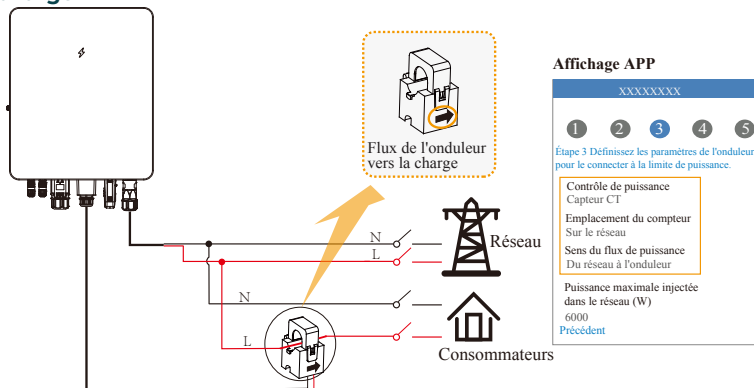 Flux de l'onduleur
vers la charge
N
L
Réseau
N
L
Consommateurs
Affichage APP
XXXXXXXX
1 2 3 4 5
Étape 3 Définissez les paramètres de l'onduleur
pour le connecter à la limite de puissance.
Contrôle de puissance
Capteur CT
Emplacement du compteur
Sur le réseau
Sens du flux de puissance
Du réseau à l'onduleur
Puissance maximale injectée
dans le réseau (W)
6000
Précédent